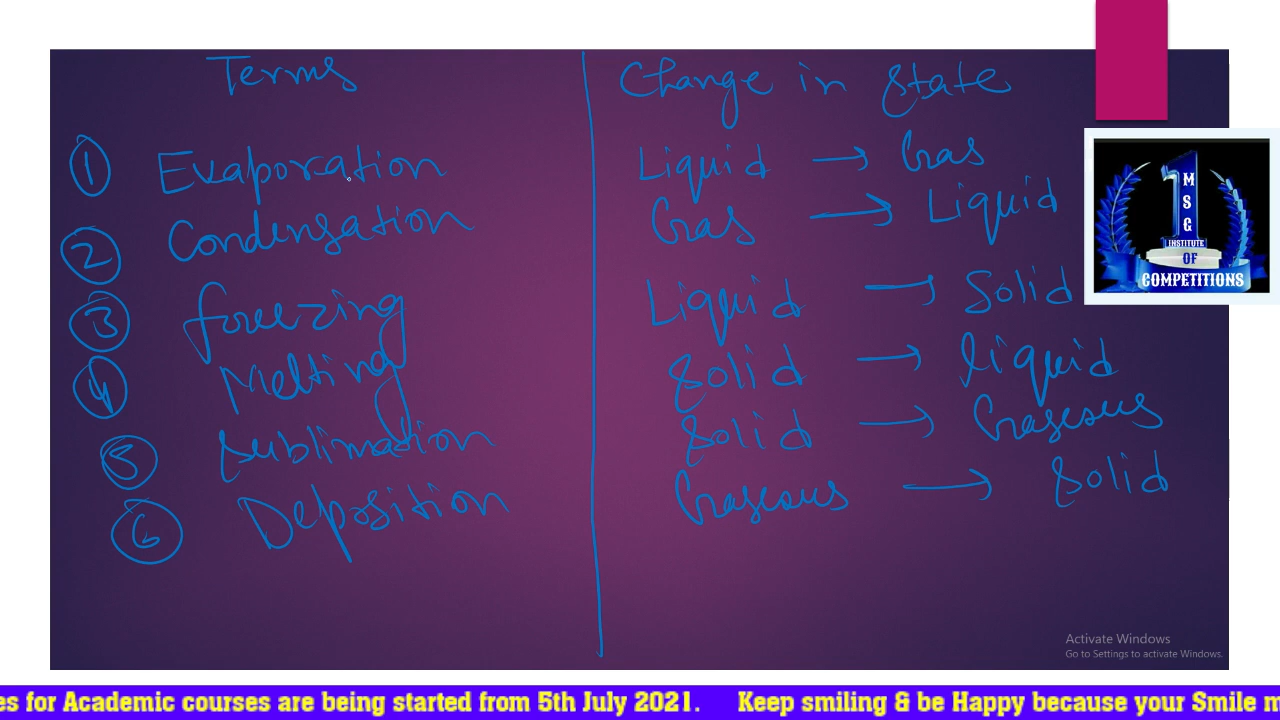 Terms Change in State
1 Evaporation Liquid → Gas
2 Condensation Gas → Liquid
3 freezing Liquid → Solid
4 Melting Solid → liquid
5 Sublimation Solid → Gaseous
6 Deposition Gaseous → Solid
1 MSG
INSTITUTE
OF
COMPETITIONS
Activate Windows
Go to Settings to activate Windows.
es for Academic courses are being started from 5th July 2021. Keep smiling & be Happy because your Smile m